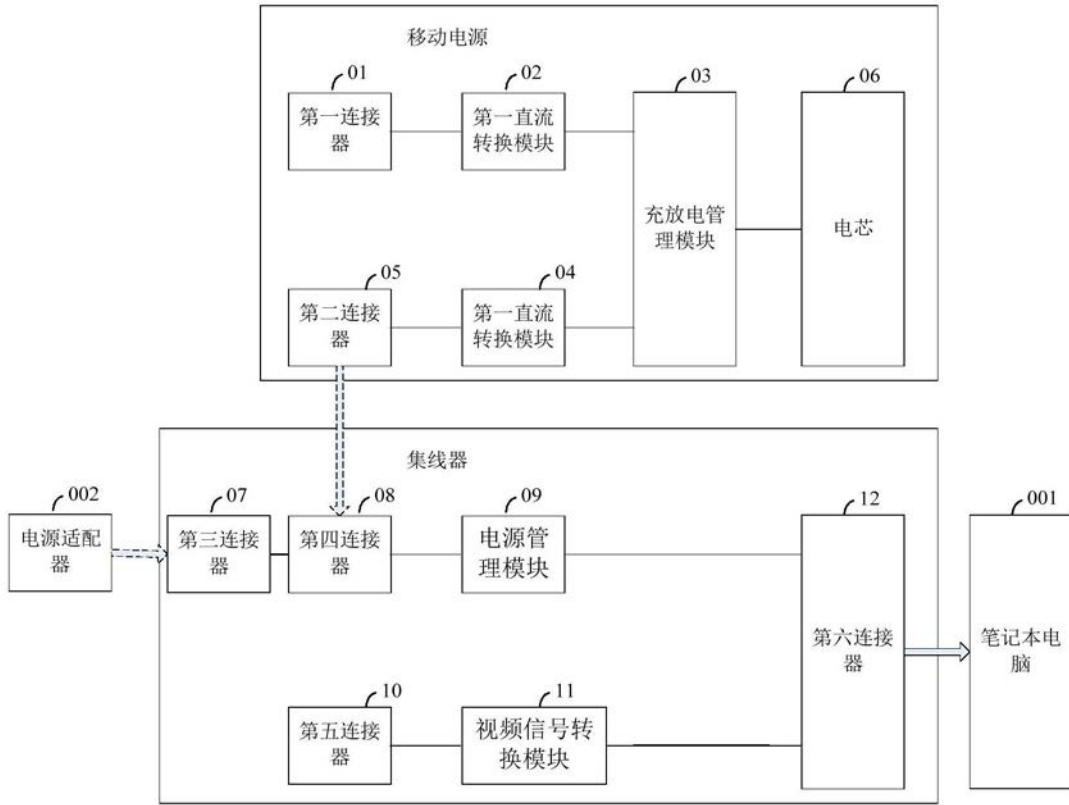 移动电源
01
02
03
06
第一连接
器
第一直流
转换模块
充放电管
理模块
电芯
05
04
第二连接
器
第一直流
转换模块
集线器
002
07
08
09
12
001
电源适配
器
第三连接
器
第四连接
器
电源管
理模块
第六连接
器
笔记本电
脑
10
11
第五连接
器
视频信号转
换模块